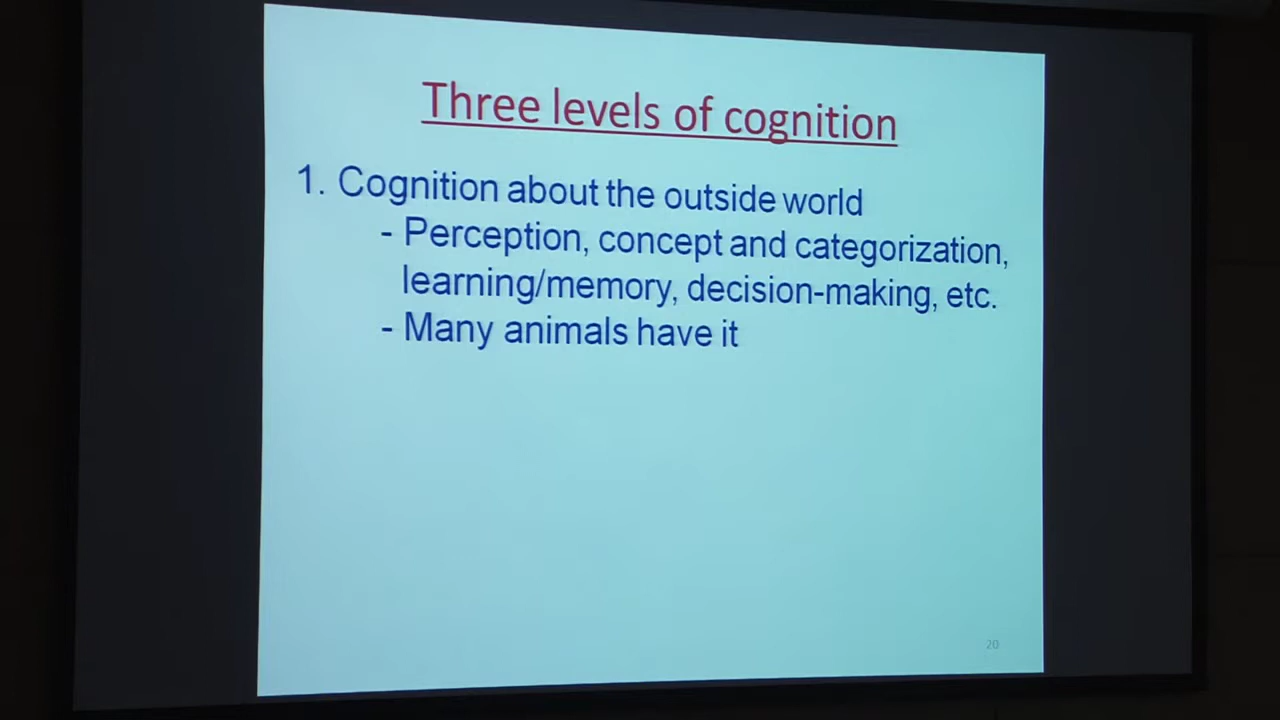 Three levels of cognition
1. Cognition about the outside world
- Perception, concept and categorization,
learning/memory, decision-making, etc.
- Many animals have it
20